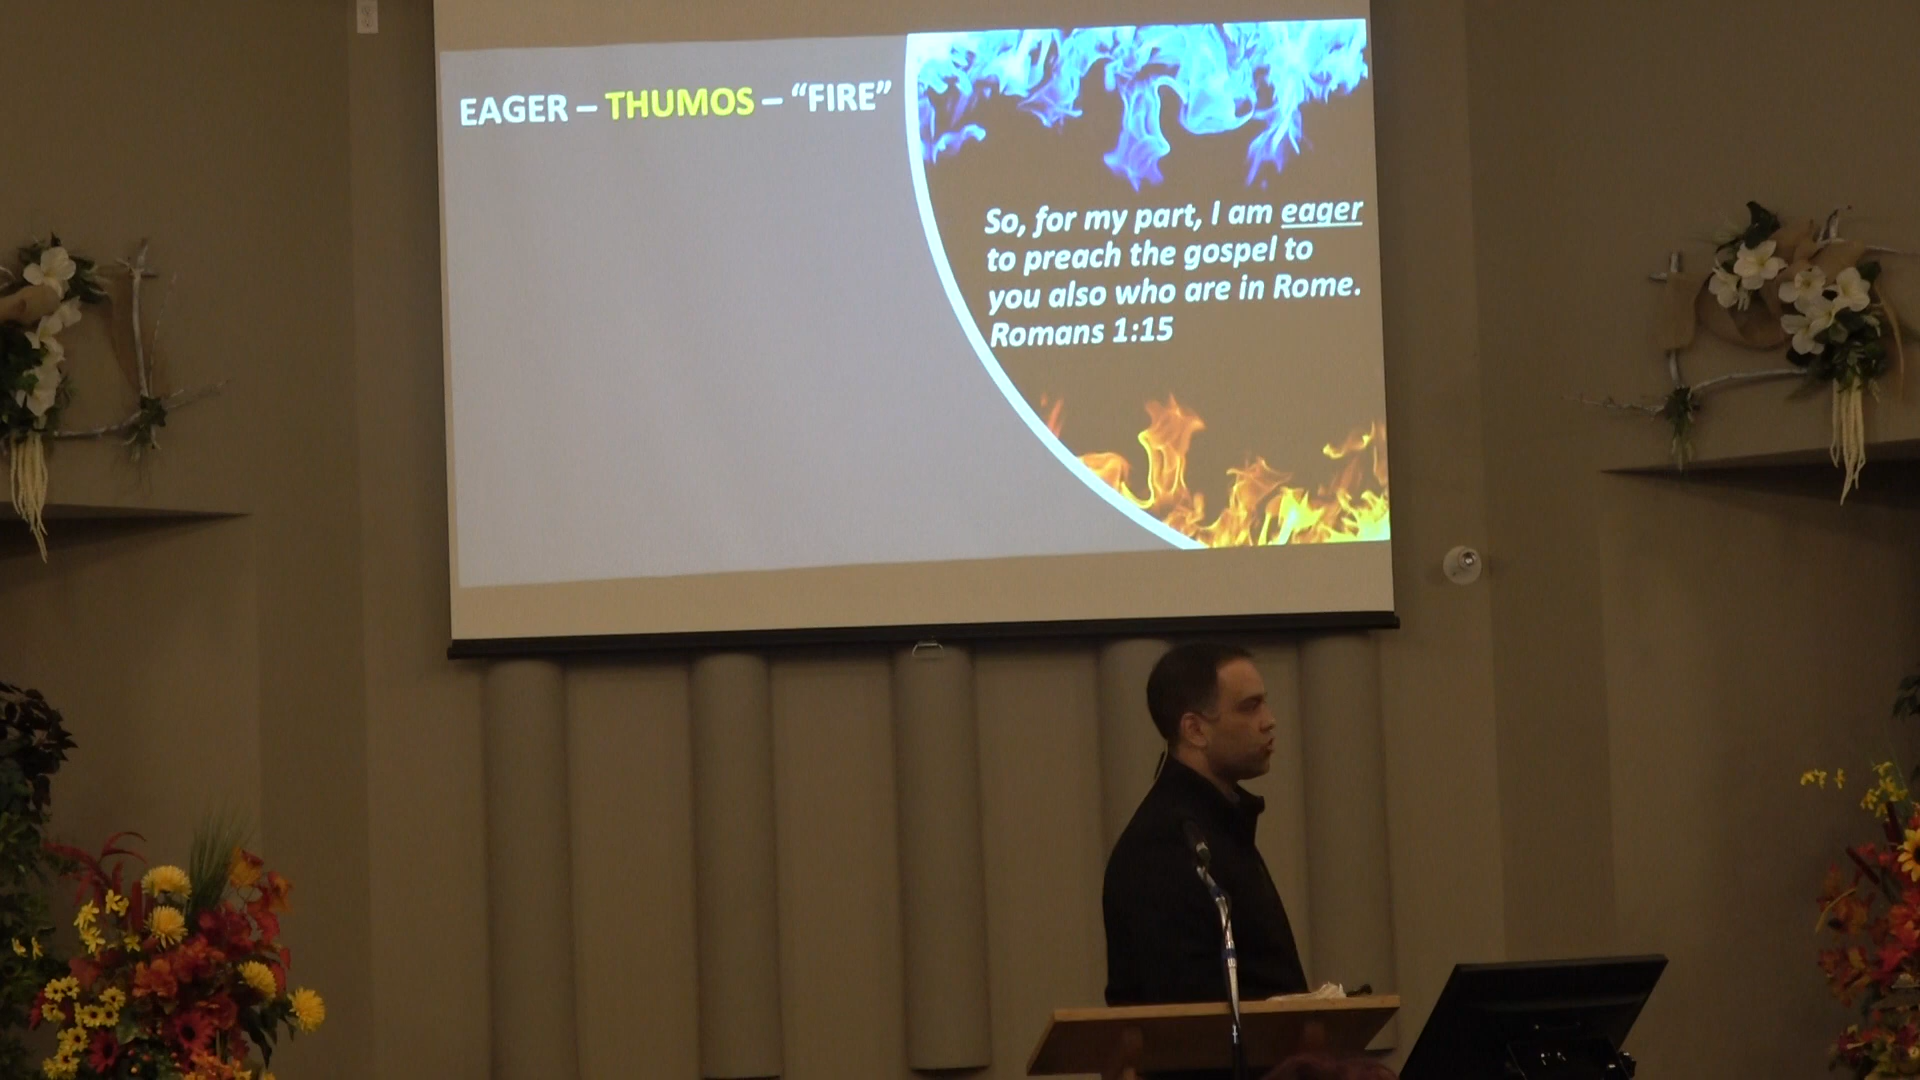 EAGER – THUMOS – “FIRE”
So, for my part, I am eager
to preach the gospel to
you also who are in Rome.
Romans 1:15